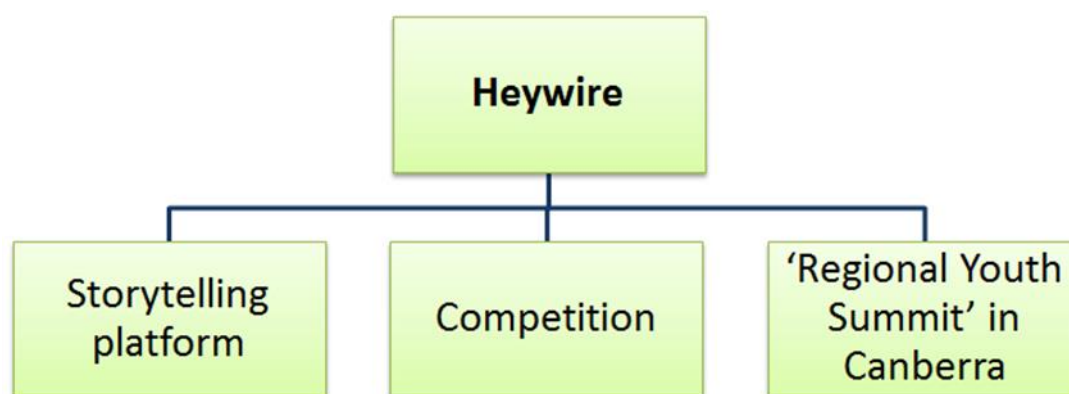 Heywire
Storytelling
platform
Competition
‘Regional Youth
Summit’ in
Canberra